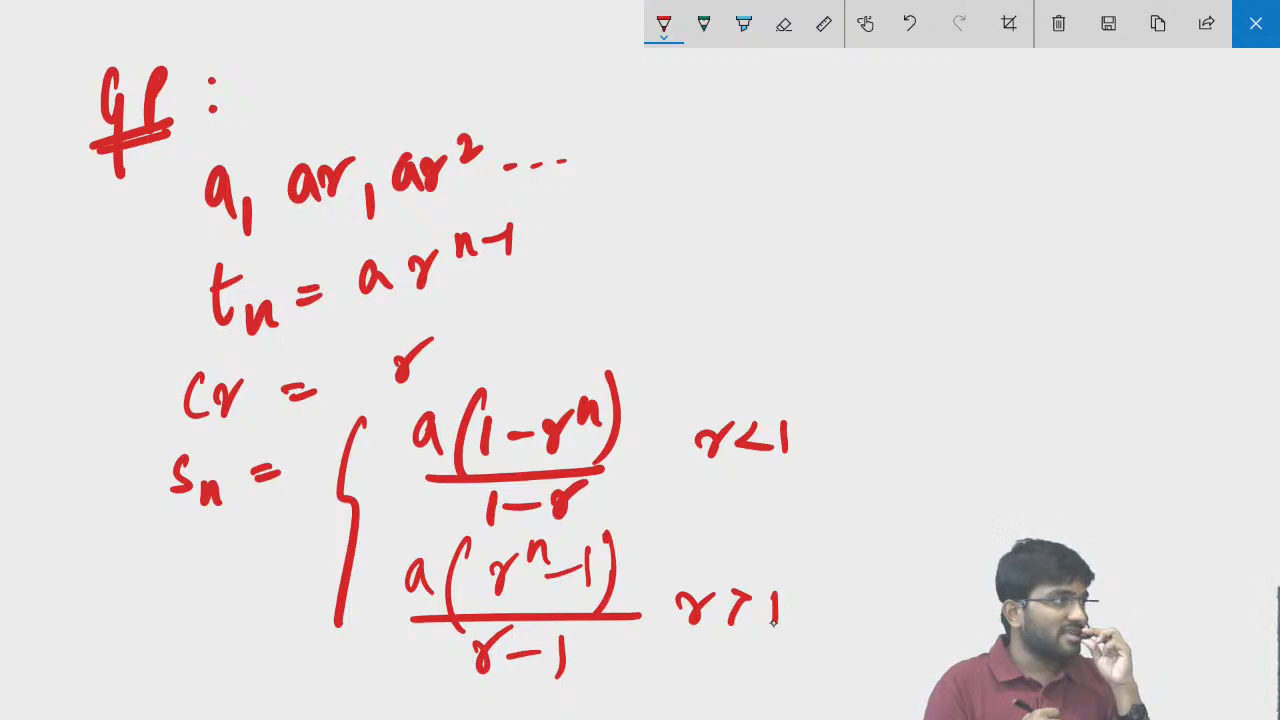 GP :
a, ar, ar² ...
tn = a r^n-1
cr = r
Sn = { a(1-r^n) / 1-r   r<1
a(r^n-1) / r-1   r>1